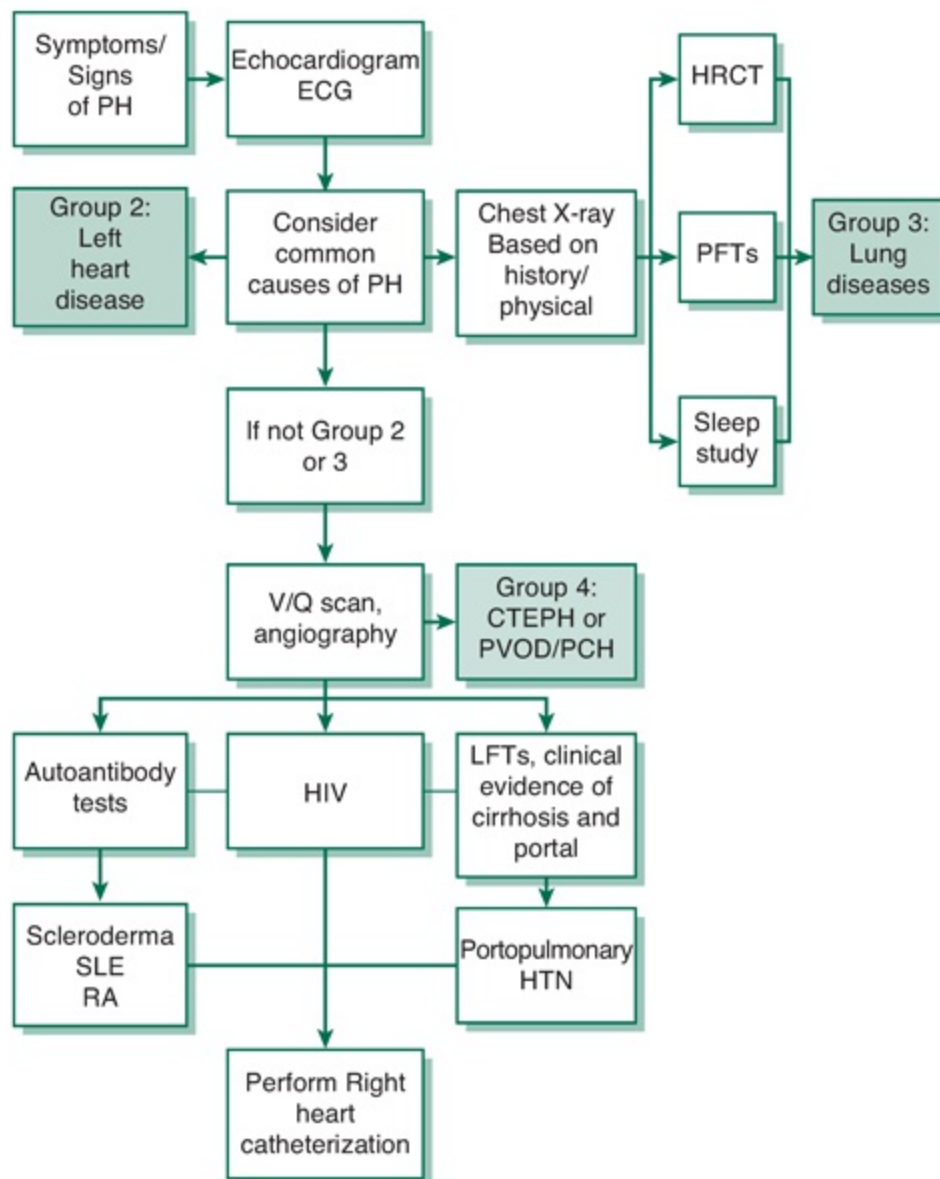 Symptoms/
Signs
of PH
Echocardiogram
ECG
HRCT
Group 2:
Left
heart
disease
Consider
common
causes of PH
Chest X-ray
Based on
history/
physical
PFTs
Group 3:
Lung
diseases
If not Group 2
or 3
Sleep
study
V/Q scan,
angiography
Group 4:
CTEPH or
PVOD/PCH
Autoantibody
tests
HIV
LFTs, clinical
evidence of
cirrhosis and
portal
Scleroderma
SLE
RA
Portopulmonary
HTN
Perform Right
heart
catheterization